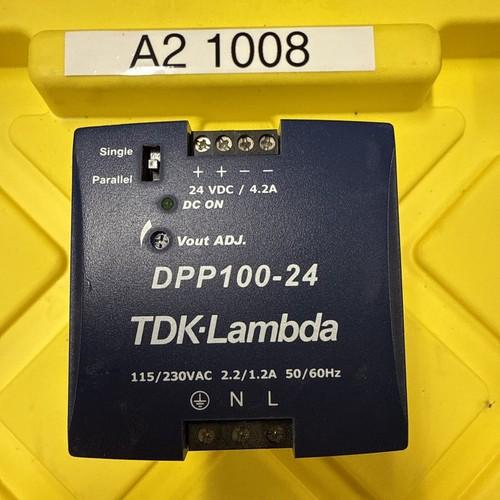 A2 1008
Single
Parallel
+ + − −
24 VDC / 4.2A
DC ON
Vout ADJ.
DPP100-24
TDK·Lambda
115/230VAC 2.2/1.2A 50/60Hz
N L